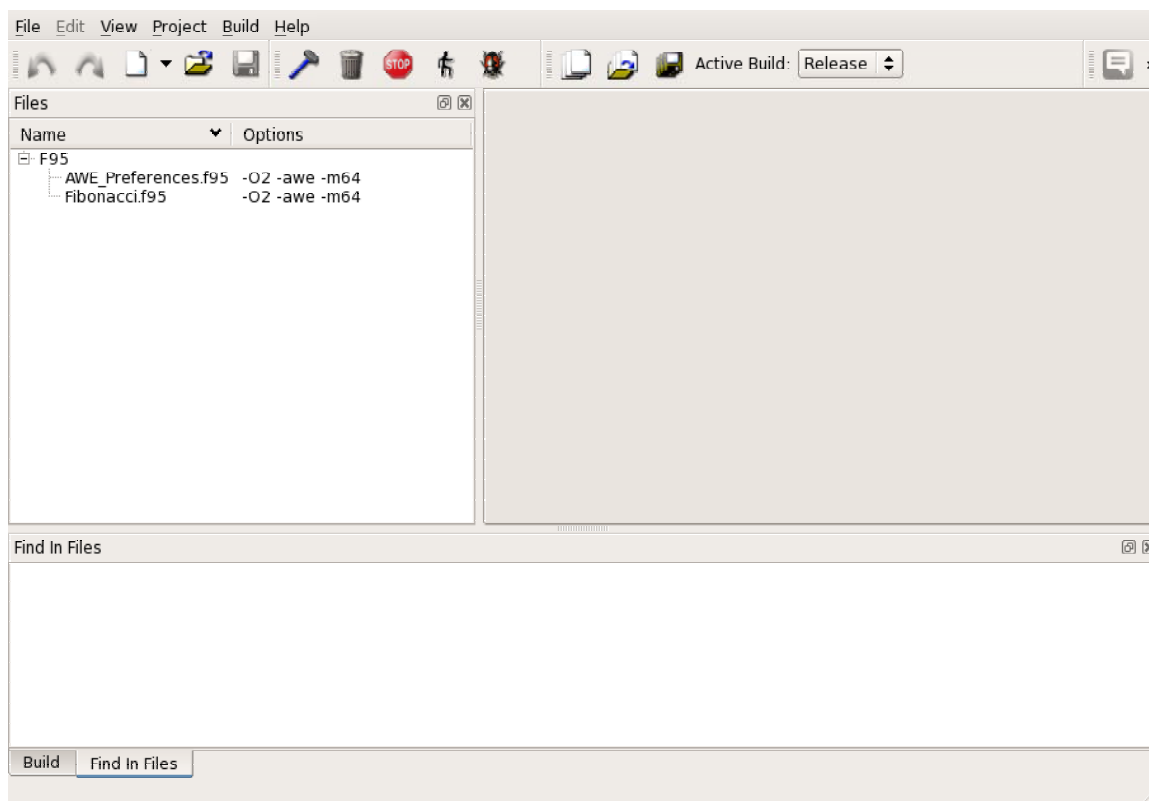 File Edit View Project Build Help
STOP Active Build: Release
Files
Name Options
F95
AWE_Preferences.f95 -O2 -awe -m64
Fibonacci.f95 -O2 -awe -m64
Find In Files
Build Find In Files